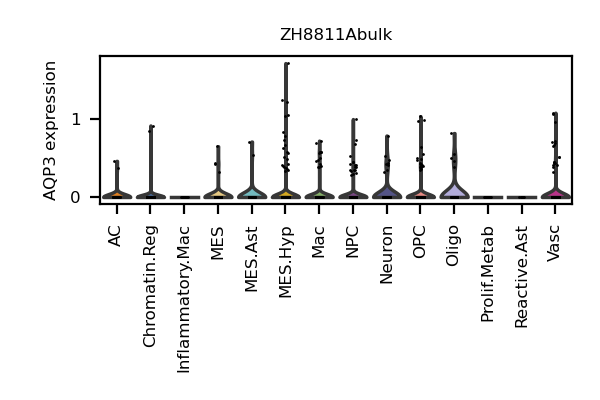 ZH8811Abulk
AQP3 expression
1
0
AC
Chromatin.Reg
Inflammatory.Mac
MES
MES.Ast
MES.Hyp
Mac
NPC
Neuron
OPC
Oligo
Prolif.Metab
Reactive.Ast
Vasc